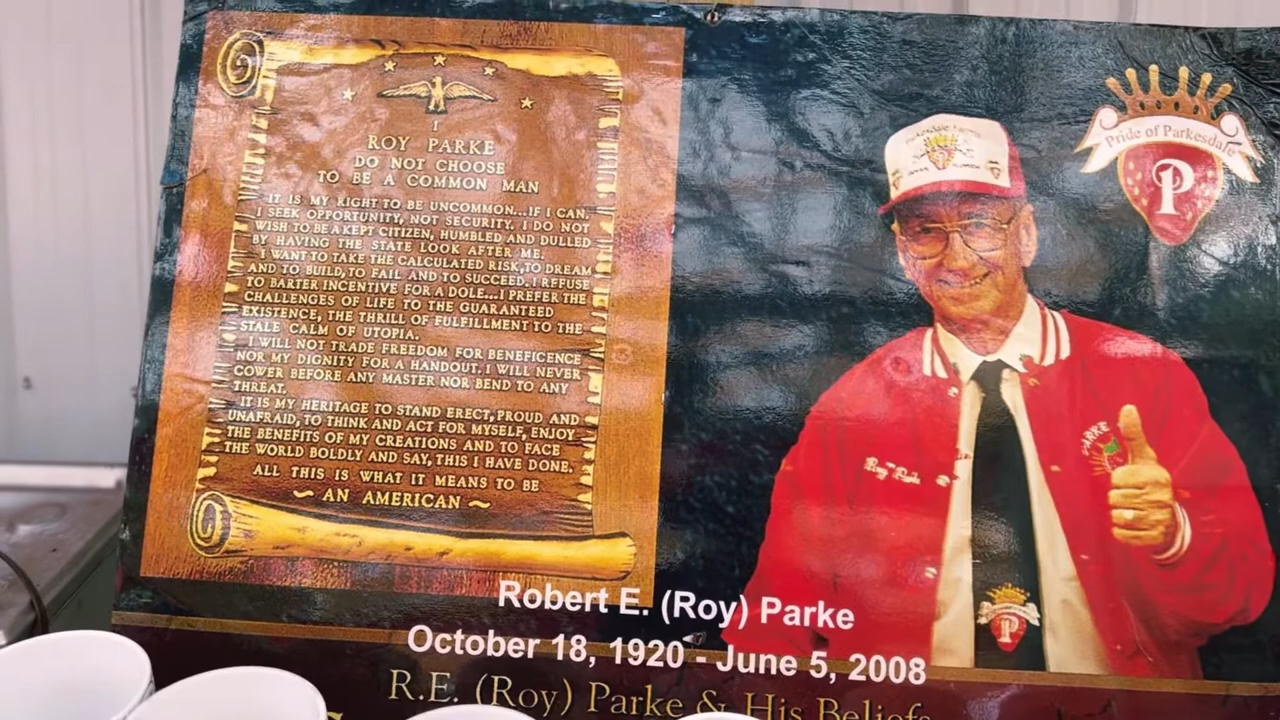 I
ROY PARKE
DO NOT CHOOSE
TO BE A COMMON MAN
IT IS MY RIGHT TO BE UNCOMMON...IF I CAN.
I SEEK OPPORTUNITY, NOT SECURITY. I DO NOT
WISH TO BE A KEPT CITIZEN, HUMBLED AND DULLED
BY HAVING THE STATE LOOK AFTER ME.
I WANT TO TAKE THE CALCULATED RISK, TO DREAM
AND TO BUILD, TO FAIL AND TO SUCCEED. I REFUSE
TO BARTER INCENTIVE FOR A DOLE...I PREFER THE
CHALLENGES OF LIFE TO THE GUARANTEED
EXISTENCE, THE THRILL OF FULFILLMENT TO THE
STALE CALM OF UTOPIA.
I WILL NOT TRADE FREEDOM FOR BENEFICENCE
NOR MY DIGNITY FOR A HANDOUT. I WILL NEVER
COWER BEFORE ANY MASTER NOR BEND TO ANY
THREAT.
IT IS MY HERITAGE TO STAND ERECT, PROUD AND
UNAFRAID, TO THINK AND ACT FOR MYSELF, ENJOY
THE BENEFITS OF MY CREATIONS AND TO FACE
THE WORLD BOLDLY AND SAY, THIS I HAVE DONE.
ALL THIS IS WHAT IT MEANS TO BE
~ AN AMERICAN ~
Pride of Parkesdale
P
Parkesdale Farms
Roy Parke
PARKE
P
Robert E. (Roy) Parke
October 18, 1920 - June 5, 2008
R.E. (Roy) Parke & His Beliefs